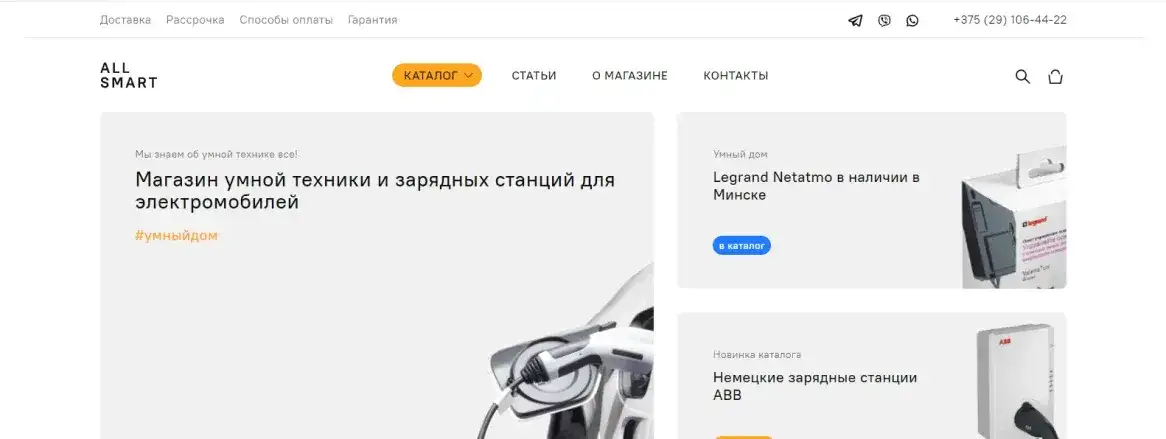 Доставка Рассрочка Способы оплаты Гарантия
+375 (29) 106-44-22
ALL
SMART
КАТАЛОГ СТАТЬИ О МАГАЗИНЕ КОНТАКТЫ
Мы знаем об умной технике все!
Магазин умной техники и зарядных станций для
электромобилей
#умныйдом
Умный дом
Legrand Netatmo в наличии в
Минске
в каталог
legrand
Новинка каталога
Немецкие зарядные станции
ABB
ABB